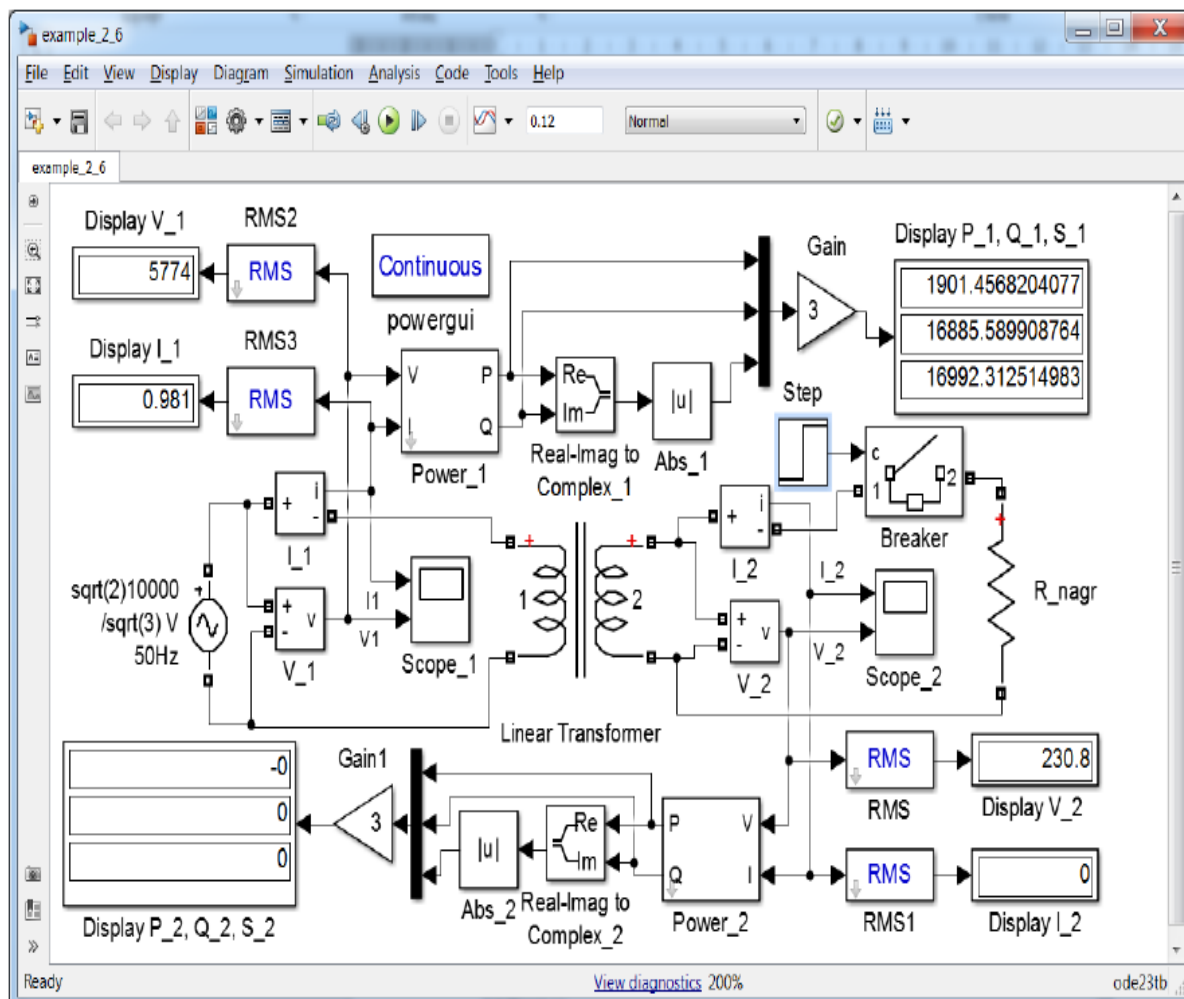 example_2_6
File Edit View Display Diagram Simulation Analysis Code Tools Help
0.12 Normal
example_2_6
Display V_1
RMS2
5774
RMS
Continuous
powergui
Gain
3
Display P_1, Q_1, S_1
1901.4568204077
16885.589908764
16992.312514983
Display I_1
RMS3
0.981
RMS
V
I
P
Q
Power_1
Re
Im
Real-Imag to
Complex_1
|u|
Abs_1
Step
c
1
2
Breaker
+
i
-
I_1
+
-
v
V_1
sqrt(2)10000
/sqrt(3) V
50Hz
+
I1
V1
Scope_1
+
1
+
2
Linear Transformer
+
i
-
I_2
+
-
v
V_2
I_2
V_2
Scope_2
+
R_nagr
-0
0
0
Display P_2, Q_2, S_2
Gain1
3
|u|
Abs_2
Re
Im
Real-Imag to
Complex_2
P
Q
V
I
Power_2
RMS
RMS
230.8
Display V_2
RMS
RMS1
0
Display I_2
Ready
View diagnostics 200%
ode23tb